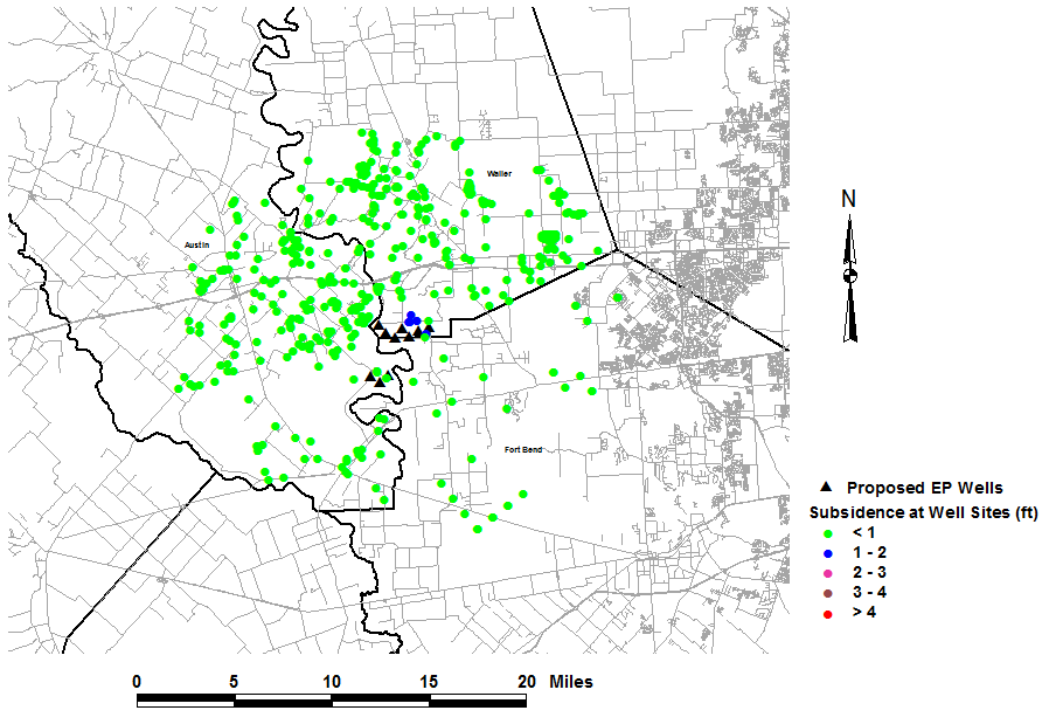 Waller
Austin
Fort Bend
N
Proposed EP Wells
Subsidence at Well Sites (ft)
< 1
1 - 2
2 - 3
3 - 4
> 4
0 5 10 15 20 Miles